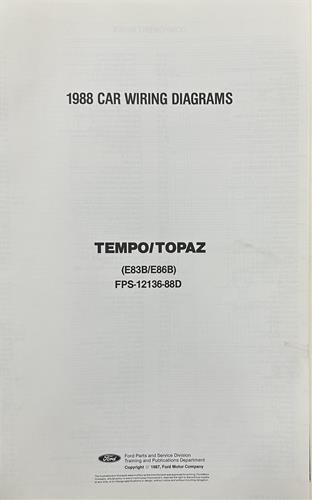 1988 CAR WIRING DIAGRAMS
TEMPO/TOPAZ
(E83B/E86B)
FPS-12136-88D
Ford
Ford Parts and Service Division
Training and Publications Department
Copyright © 1987, Ford Motor Company